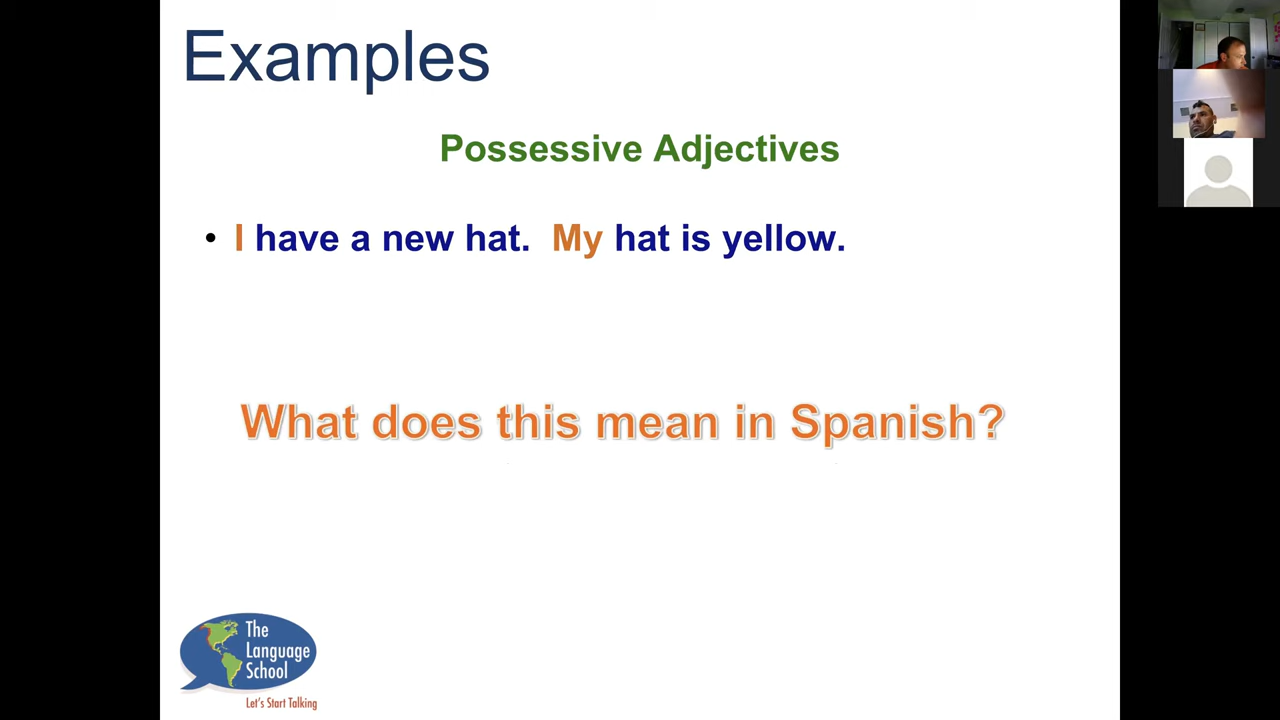 Examples
Possessive Adjectives
• I have a new hat. My hat is yellow.
What does this mean in Spanish?
The
Language
School
Let's Start Talking